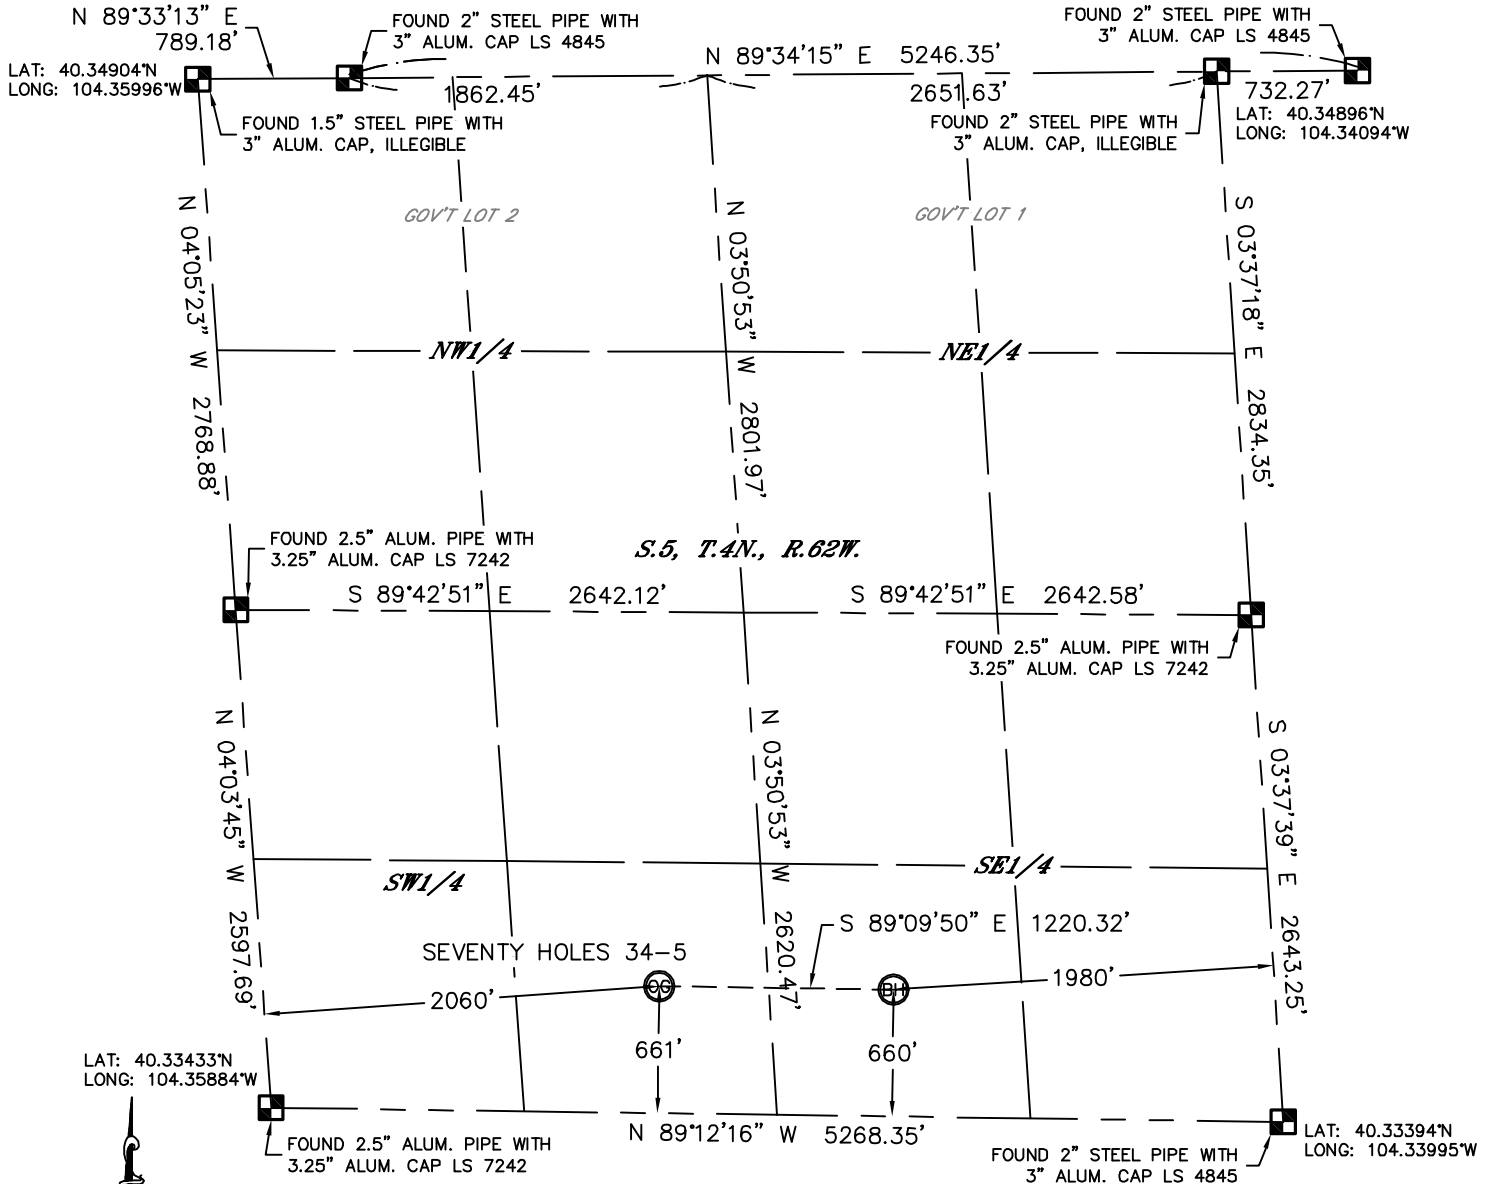 N 89°33'13" E
789.18'
FOUND 2" STEEL PIPE WITH
3" ALUM. CAP LS 4845
N 89°34'15" E 5246.35'
FOUND 2" STEEL PIPE WITH
3" ALUM. CAP LS 4845
LAT: 40.34904°N
LONG: 104.35996°W
1862.45'
2651.63'
732.27'
LAT: 40.34896°N
LONG: 104.34094°W
FOUND 1.5" STEEL PIPE WITH
3" ALUM. CAP, ILLEGIBLE
FOUND 2" STEEL PIPE WITH
3" ALUM. CAP, ILLEGIBLE
GOV'T LOT 2
GOV'T LOT 1
N 04°05'23" W 2768.88'
N 03°50'53" W 2801.97'
S 03°37'18" E 2834.35'
NW1/4
NE1/4
FOUND 2.5" ALUM. PIPE WITH
3.25" ALUM. CAP LS 7242
S.5, T.4N., R.62W.
S 89°42'51" E 2642.12'
S 89°42'51" E 2642.58'
FOUND 2.5" ALUM. PIPE WITH
3.25" ALUM. CAP LS 7242
N 04°03'45" W 2597.69'
N 03°50'53" W 2620.47'
S 03°37'39" E 2643.25'
SW1/4
SE1/4
S 89°09'50" E 1220.32'
SEVENTY HOLES 34-5
2060'
OG
BH
1980'
661'
660'
LAT: 40.33433°N
LONG: 104.35884°W
N 89°12'16" W 5268.35'
FOUND 2.5" ALUM. PIPE WITH
3.25" ALUM. CAP LS 7242
FOUND 2" STEEL PIPE WITH
3" ALUM. CAP LS 4845
LAT: 40.33394°N
LONG: 104.33995°W